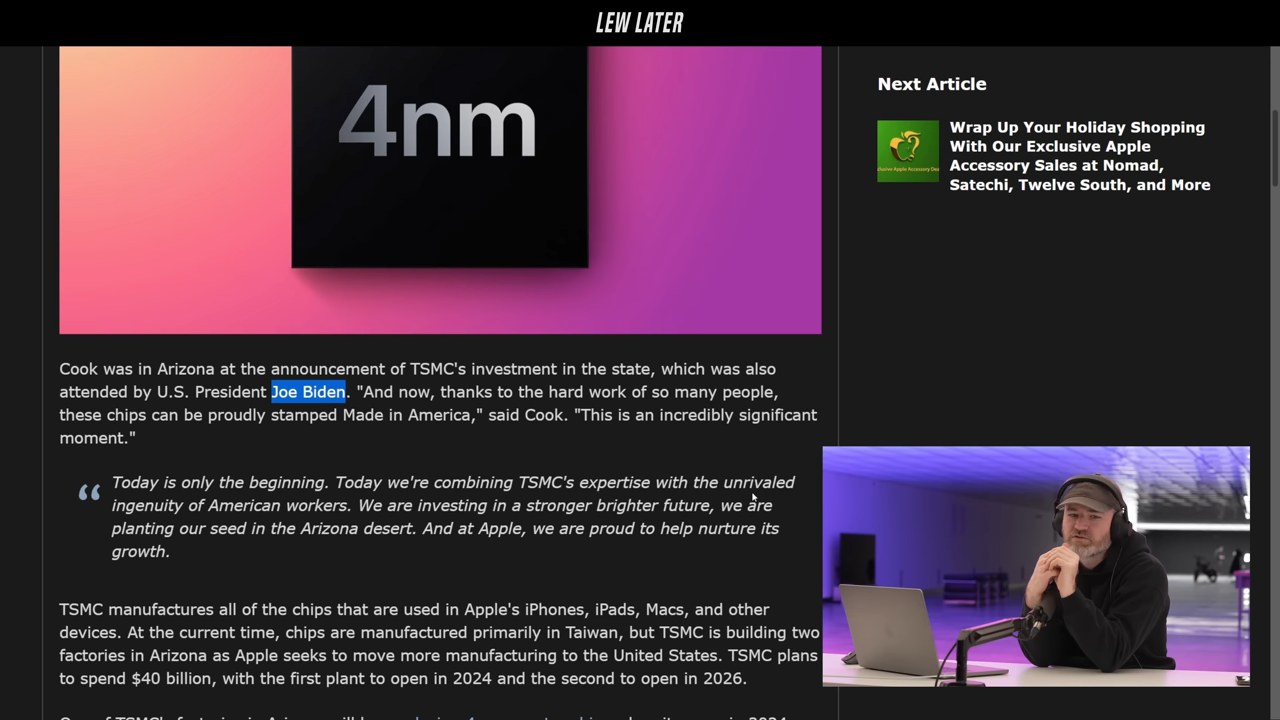 LEW LATER
4nm
Next Article
Wrap Up Your Holiday Shopping
With Our Exclusive Apple
Accessory Sales at Nomad,
Satechi, Twelve South, and More
Cook was in Arizona at the announcement of TSMC's investment in the state, which was also
attended by U.S. President Joe Biden. "And now, thanks to the hard work of so many people,
these chips can be proudly stamped Made in America," said Cook. "This is an incredibly significant
moment."
“ Today is only the beginning. Today we're combining TSMC's expertise with the unrivaled
ingenuity of American workers. We are investing in a stronger brighter future, we are
planting our seed in the Arizona desert. And at Apple, we are proud to help nurture its
growth.
TSMC manufactures all of the chips that are used in Apple's iPhones, iPads, Macs, and other
devices. At the current time, chips are manufactured primarily in Taiwan, but TSMC is building two
factories in Arizona as Apple seeks to move more manufacturing to the United States. TSMC plans
to spend $40 billion, with the first plant to open in 2024 and the second to open in 2026.